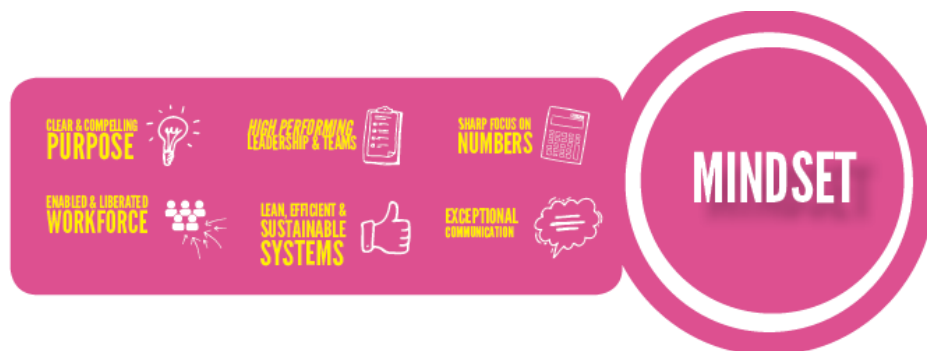 CLEAR & COMPELLING
PURPOSE
HIGH PERFORMING
LEADERSHIP & TEAMS
SHARP FOCUS ON
NUMBERS
ENABLED & LIBERATED
WORKFORCE
LEAN, EFFICIENT &
SUSTAINABLE
SYSTEMS
EXCEPTIONAL
COMMUNICATION
MINDSET